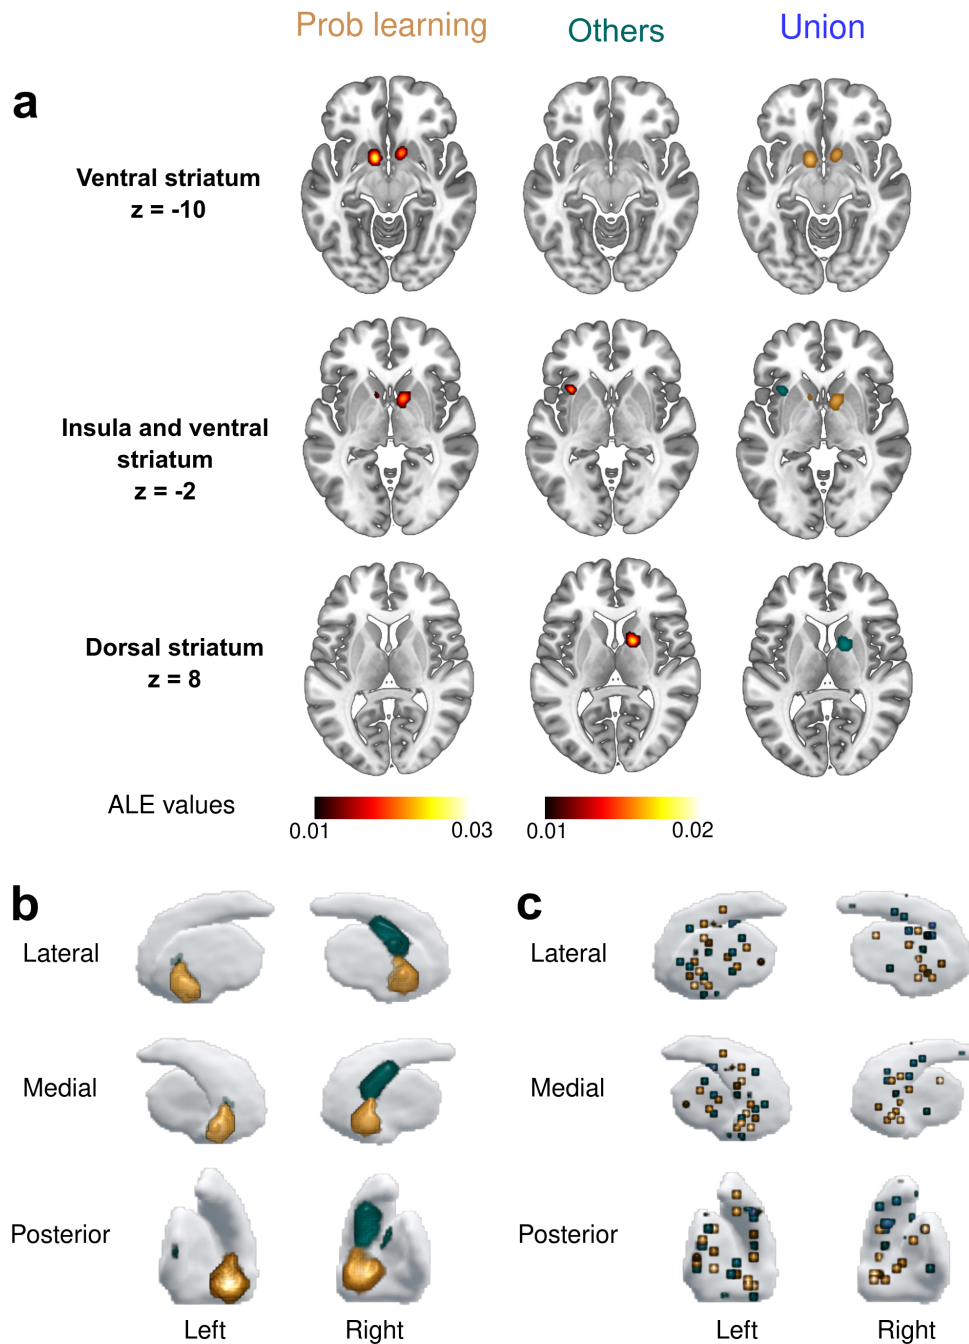 Prob learning Others Union
a
Ventral striatum
z = -10
Insula and ventral
striatum
z = -2
Dorsal striatum
z = 8
ALE values
0.01 0.03 0.01 0.02
b c
Lateral Lateral
Medial Medial
Posterior Posterior
Left Right Left Right